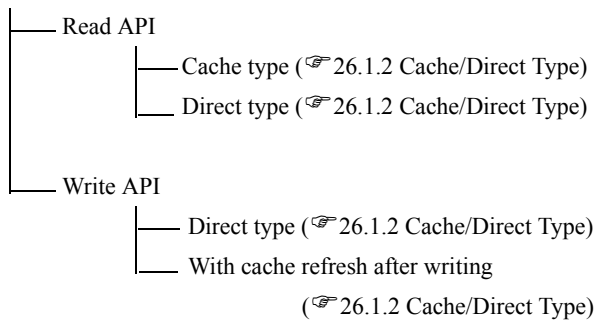 Read API
Cache type (☞26.1.2 Cache/Direct Type)
Direct type (☞26.1.2 Cache/Direct Type)
Write API
Direct type (☞26.1.2 Cache/Direct Type)
With cache refresh after writing
(☞26.1.2 Cache/Direct Type)